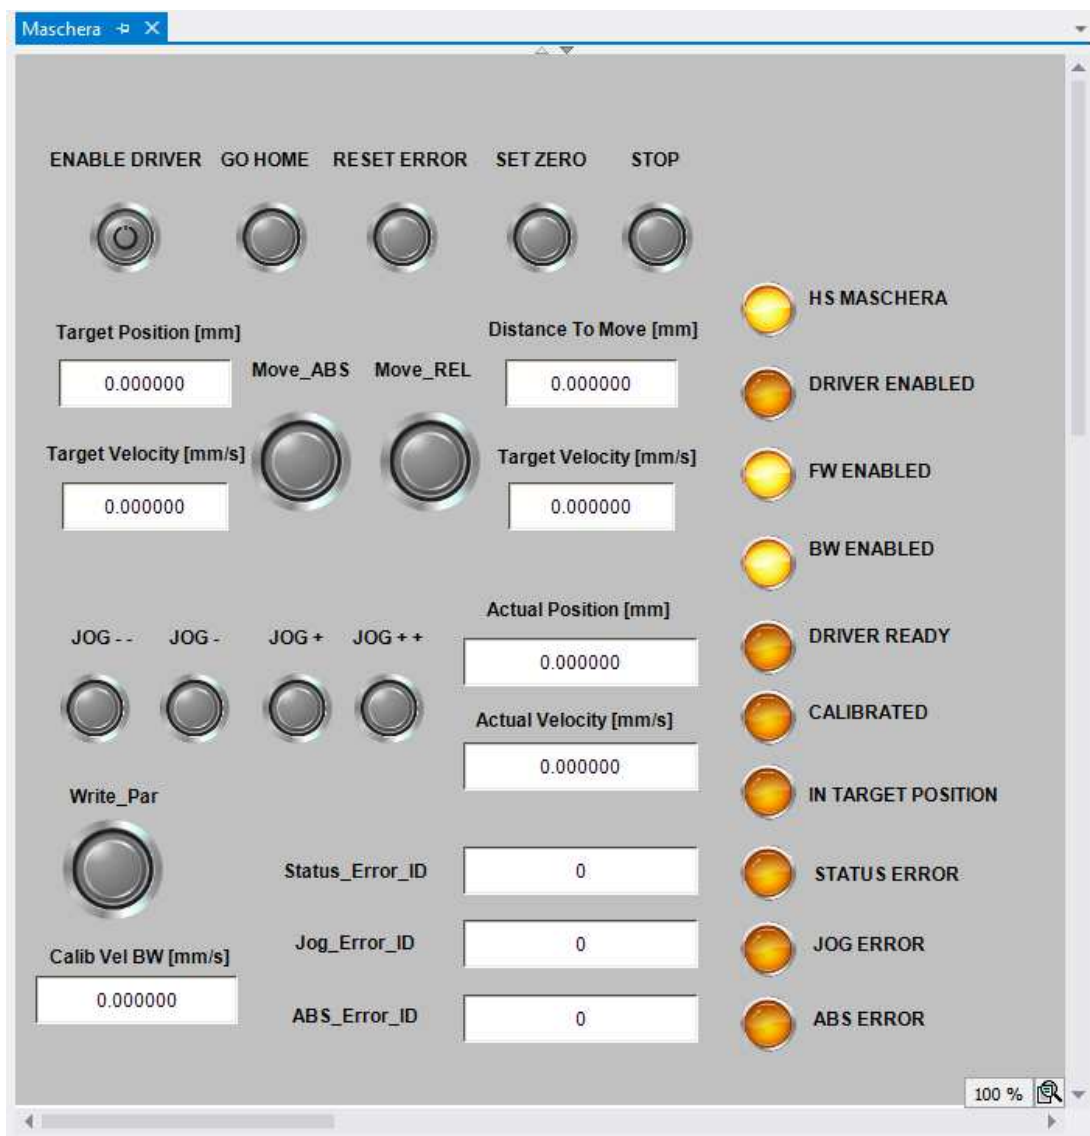 Maschera
ENABLE DRIVER GO HOME RESET ERROR SET ZERO STOP
HS MASCHERA
Target Position [mm] Distance To Move [mm]
Move_ABS Move_REL
0.000000 0.000000 DRIVER ENABLED
Target Velocity [mm/s] Target Velocity [mm/s] FW ENABLED
0.000000 0.000000
BW ENABLED
Actual Position [mm]
JOG - - JOG - JOG + JOG + + DRIVER READY
0.000000
Actual Velocity [mm/s] CALIBRATED
0.000000
Write_Par IN TARGET POSITION
Status_Error_ID 0 STATUS ERROR
Jog_Error_ID 0 JOG ERROR
Calib Vel BW [mm/s]
0.000000
ABS_Error_ID 0 ABS ERROR
100 %